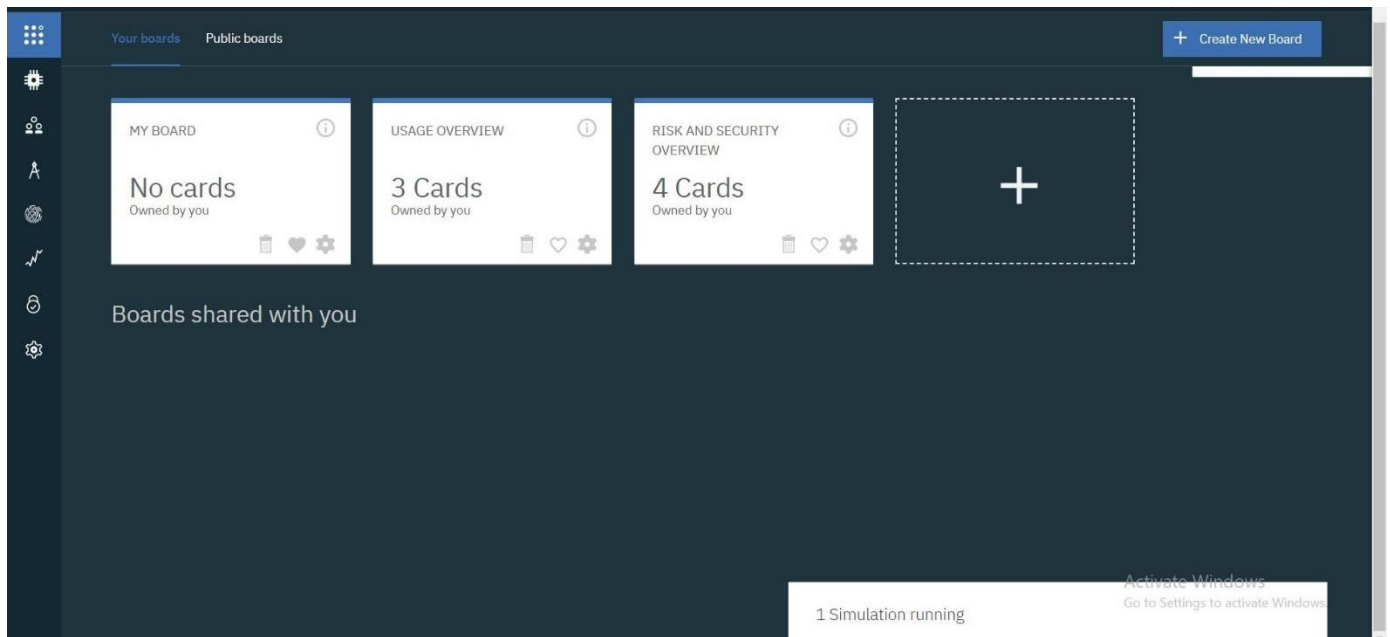 Your boards
Public boards
Create New Board
MY BOARD
No cards
Owned by you
USAGE OVERVIEW
3 Cards
Owned by you
RISK AND SECURITY
OVERVIEW
4 Cards
Owned by you
Boards shared with you
1 Simulation running
Activate Windows
Go to Settings to activate Windows.